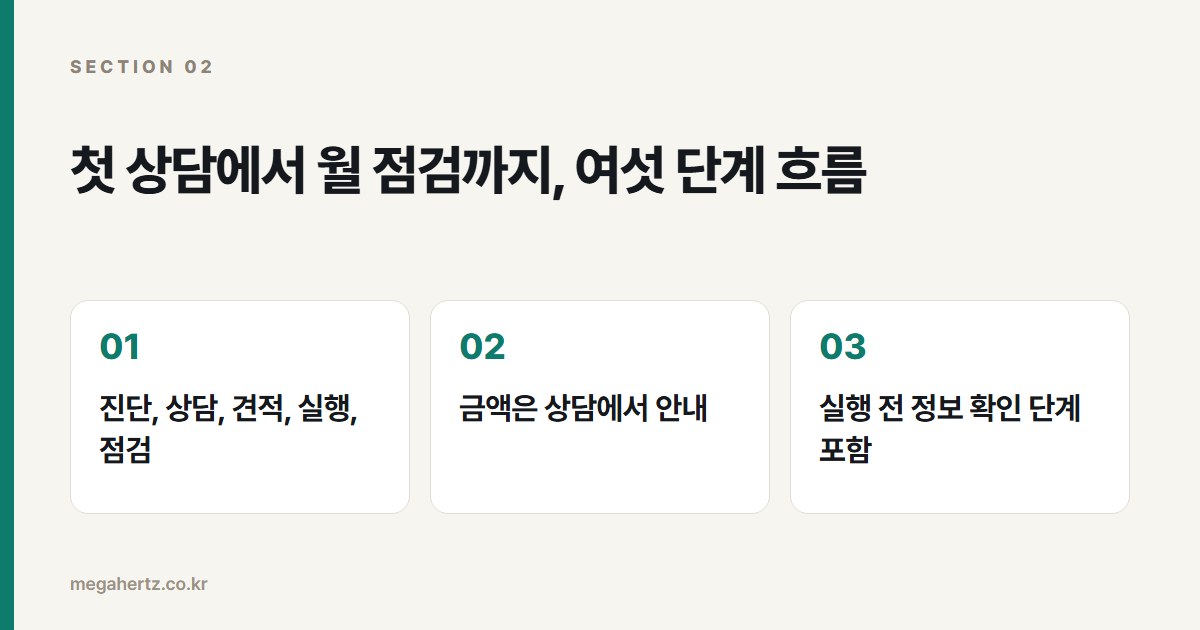 SECTION 02
첫 상담에서 월 점검까지, 여섯 단계 흐름
01
진단, 상담, 견적, 실행,
점검
02
금액은 상담에서 안내
03
실행 전 정보 확인 단계
포함
megahertz.co.kr